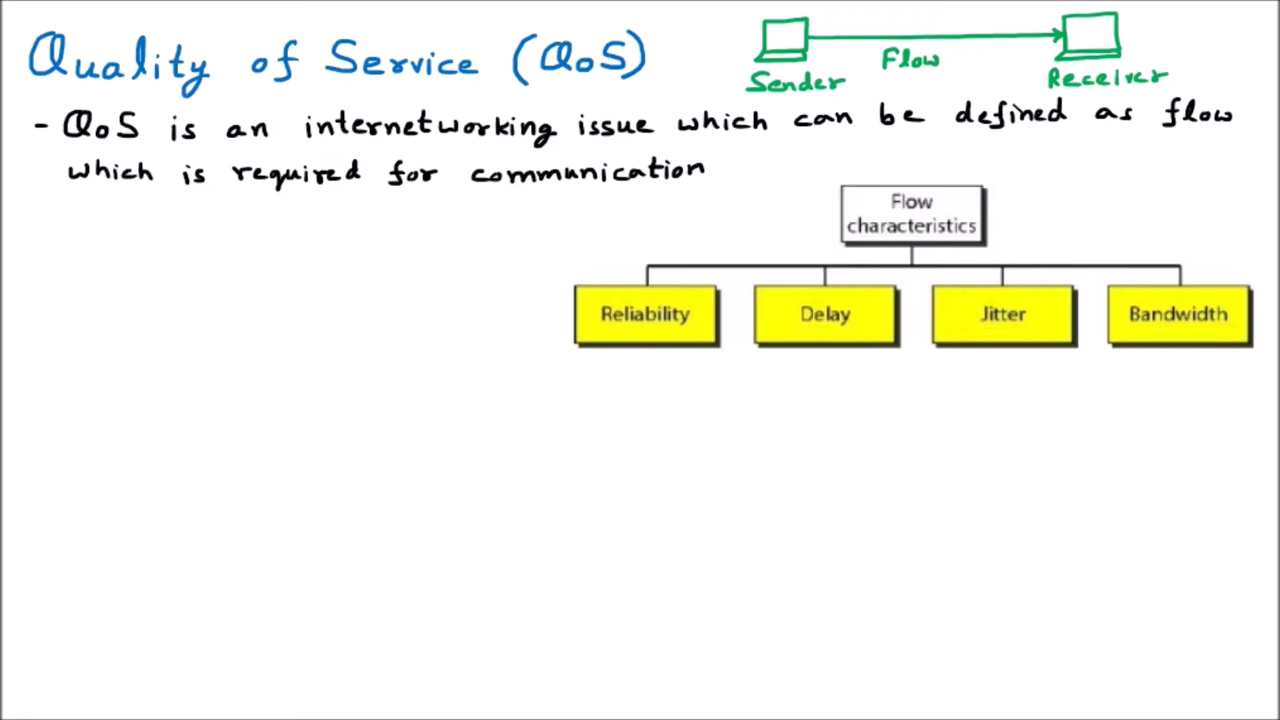 Quality of Service (QoS)
Flow
Sender
Receiver
- QoS is an internetworking issue which can be defined as flow
which is required for communication
Flow
characteristics
Reliability
Delay
Jitter
Bandwidth